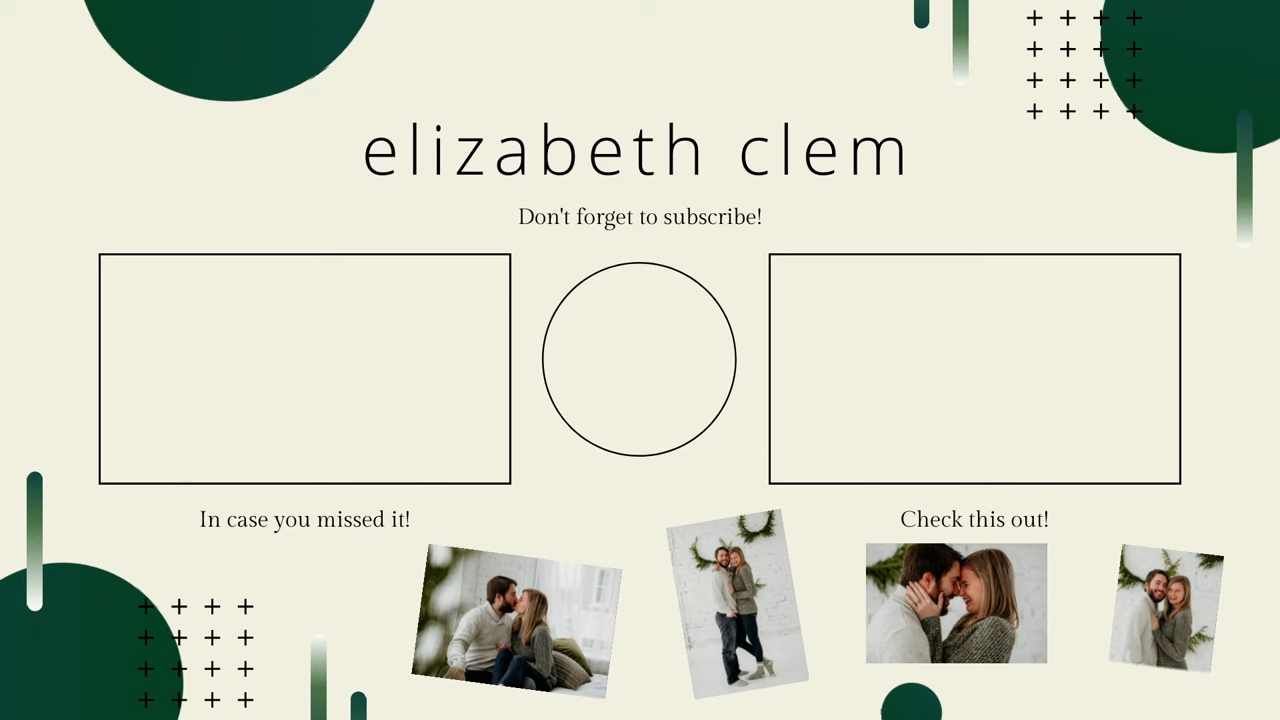 elizabeth clem
Don't forget to subscribe!
In case you missed it!
Check this out!